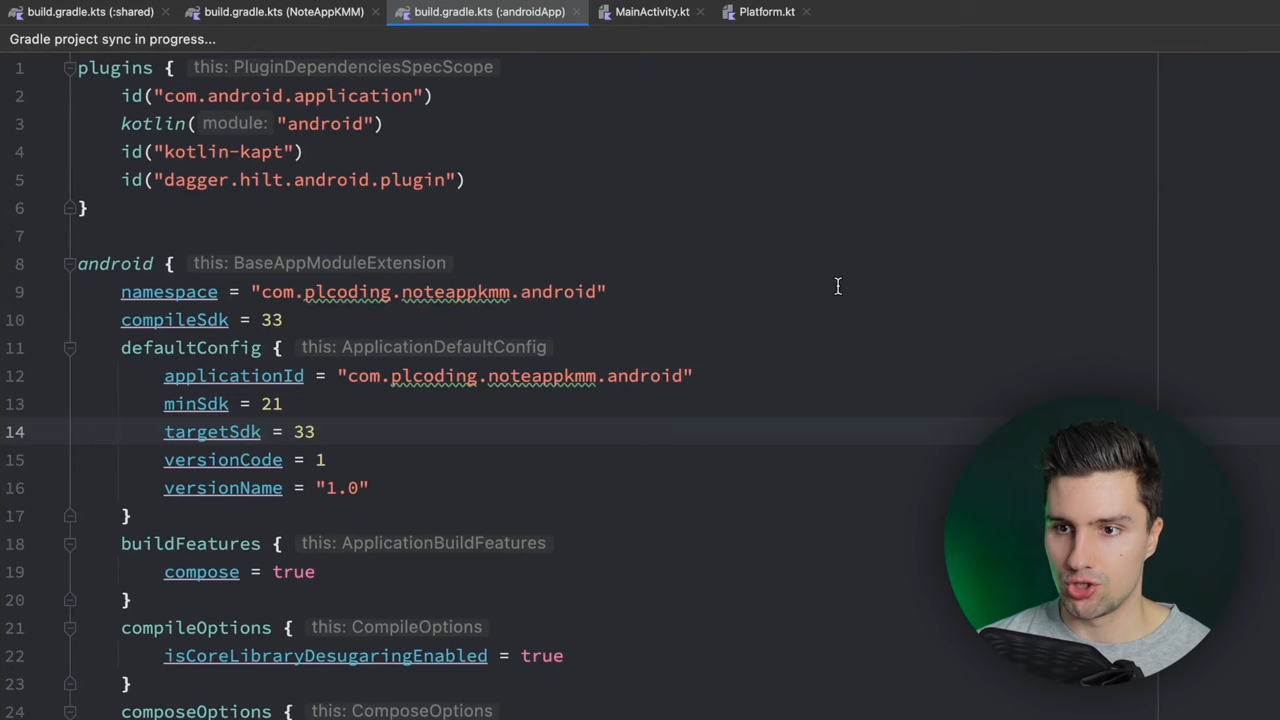 build.gradle.kts (:shared) build.gradle.kts (NoteAppKMM) build.gradle.kts (:androidApp) MainActivity.kt Platform.kt
Gradle project sync in progress...
1 plugins { this: PluginDependenciesSpecScope
2 id("com.android.application")
3 kotlin( module: "android")
4 id("kotlin-kapt")
5 id("dagger.hilt.android.plugin")
6 }
7
8 android { this: BaseAppModuleExtension
9 namespace = "com.plcoding.noteappkmm.android"
10 compileSdk = 33
11 defaultConfig { this: ApplicationDefaultConfig
12 applicationId = "com.plcoding.noteappkmm.android"
13 minSdk = 21
14 targetSdk = 33
15 versionCode = 1
16 versionName = "1.0"
17 }
18 buildFeatures { this: ApplicationBuildFeatures
19 compose = true
20 }
21 compileOptions { this: CompileOptions
22 isCoreLibraryDesugaringEnabled = true
23 }
24 composeOptions { this: ComposeOptions